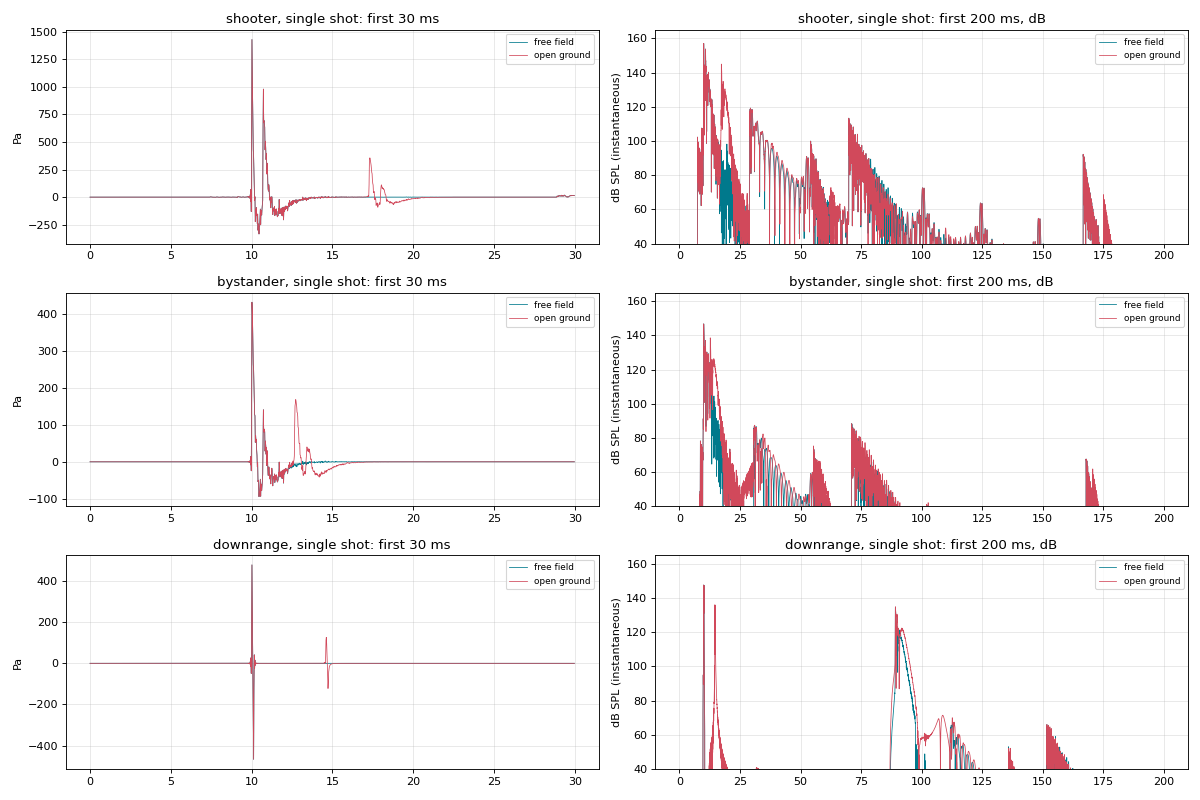 shooter, single shot: first 30 ms
Pa
1500
1250
1000
750
500
250
0
−250
free field
open ground
0 5 10 15 20 25 30
shooter, single shot: first 200 ms, dB
dB SPL (instantaneous)
160
140
120
100
80
60
40
free field
open ground
0 25 50 75 100 125 150 175 200
bystander, single shot: first 30 ms
Pa
400
300
200
100
0
−100
free field
open ground
0 5 10 15 20 25 30
bystander, single shot: first 200 ms, dB
dB SPL (instantaneous)
160
140
120
100
80
60
40
free field
open ground
0 25 50 75 100 125 150 175 200
downrange, single shot: first 30 ms
Pa
400
200
0
−200
−400
free field
open ground
0 5 10 15 20 25 30
downrange, single shot: first 200 ms, dB
dB SPL (instantaneous)
160
140
120
100
80
60
40
free field
open ground
0 25 50 75 100 125 150 175 200